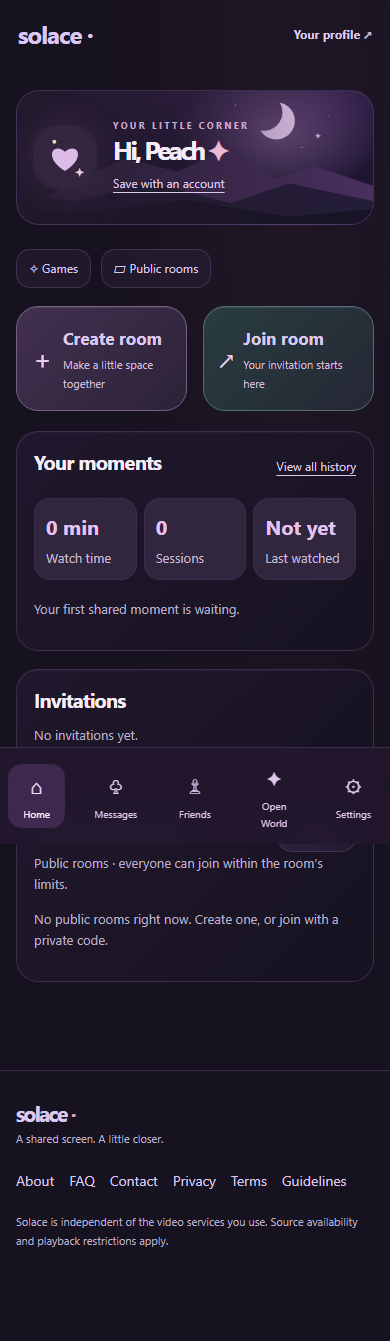 solace ·
Your profile ↗
YOUR LITTLE CORNER
Hi, Peach ✦
Save with an account
✧ Games
▱ Public rooms
+
Create room
Make a little space
together
↗
Join room
Your invitation starts
here
Your moments
View all history
0 min
Watch time
0
Sessions
Not yet
Last watched
Your first shared moment is waiting.
Invitations
No invitations yet.
Home
Messages
Friends
Open
World
Settings
Public rooms · everyone can join within the room's
limits.
No public rooms right now. Create one, or join with a
private code.
solace ·
A shared screen. A little closer.
About FAQ Contact Privacy Terms Guidelines
Solace is independent of the video services you use. Source availability
and playback restrictions apply.